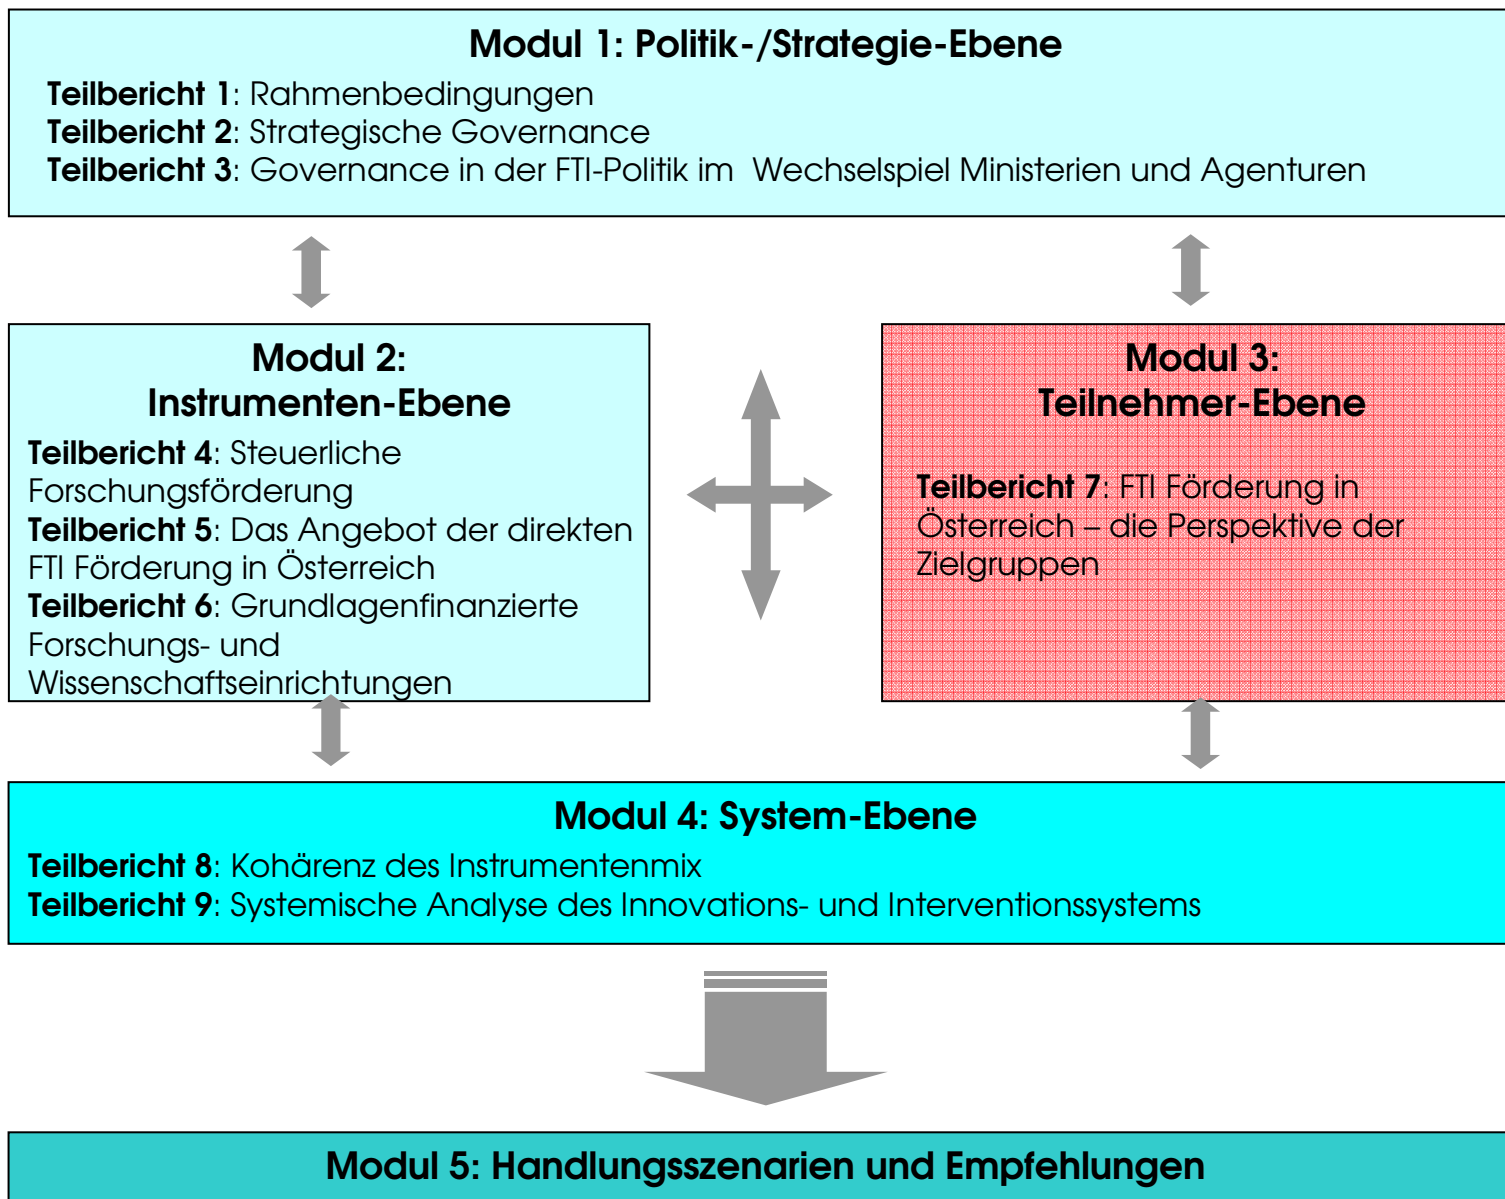 Modul 1: Politik-/Strategie-Ebene
Teilbericht 1: Rahmenbedingungen
Teilbericht 2: Strategische Governance
Teilbericht 3: Governance in der FTI-Politik im Wechselspiel Ministerien und Agenturen
Modul 2:
Instrumenten-Ebene
Teilbericht 4: Steuerliche
Forschungsförderung
Teilbericht 5: Das Angebot der direkten
FTI Förderung in Österreich
Teilbericht 6: Grundlagenfinanzierte
Forschungs- und
Wissenschaftseinrichtungen
Modul 3:
Teilnehmer-Ebene
Teilbericht 7: FTI Förderung in
Österreich – die Perspektive der
Zielgruppen
Modul 4: System-Ebene
Teilbericht 8: Kohärenz des Instrumentenmix
Teilbericht 9: Systemische Analyse des Innovations- und Interventionssystems
Modul 5: Handlungsszenarien und Empfehlungen